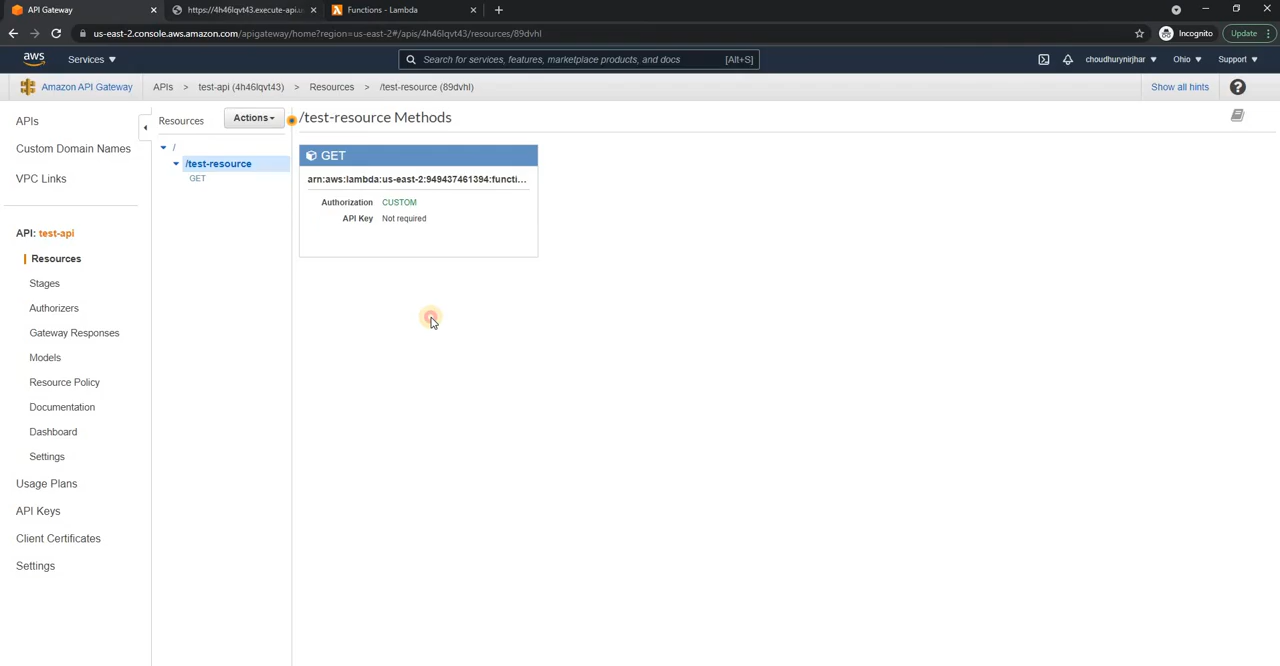 API Gateway
https://4h46lqvt43.execute-api.
Functions - Lambda
us-east-2.console.aws.amazon.com/apigateway/home?region=us-east-2#/apis/4h46lqvt43/resources/89dvhl
Incognito
Update
aws
Services
Search for services, features, marketplace products, and docs
[Alt+S]
choudhurynirjhar
Ohio
Support
Amazon API Gateway
APIs > test-api (4h46lqvt43) > Resources > /test-resource (89dvhl)
Show all hints
APIs
Custom Domain Names
VPC Links
API: test-api
Resources
Stages
Authorizers
Gateway Responses
Models
Resource Policy
Documentation
Dashboard
Settings
Usage Plans
API Keys
Client Certificates
Settings
Resources
Actions
/
/test-resource
GET
/test-resource Methods
GET
arn:aws:lambda:us-east-2:949437461394:functi...
Authorization CUSTOM
API Key Not required